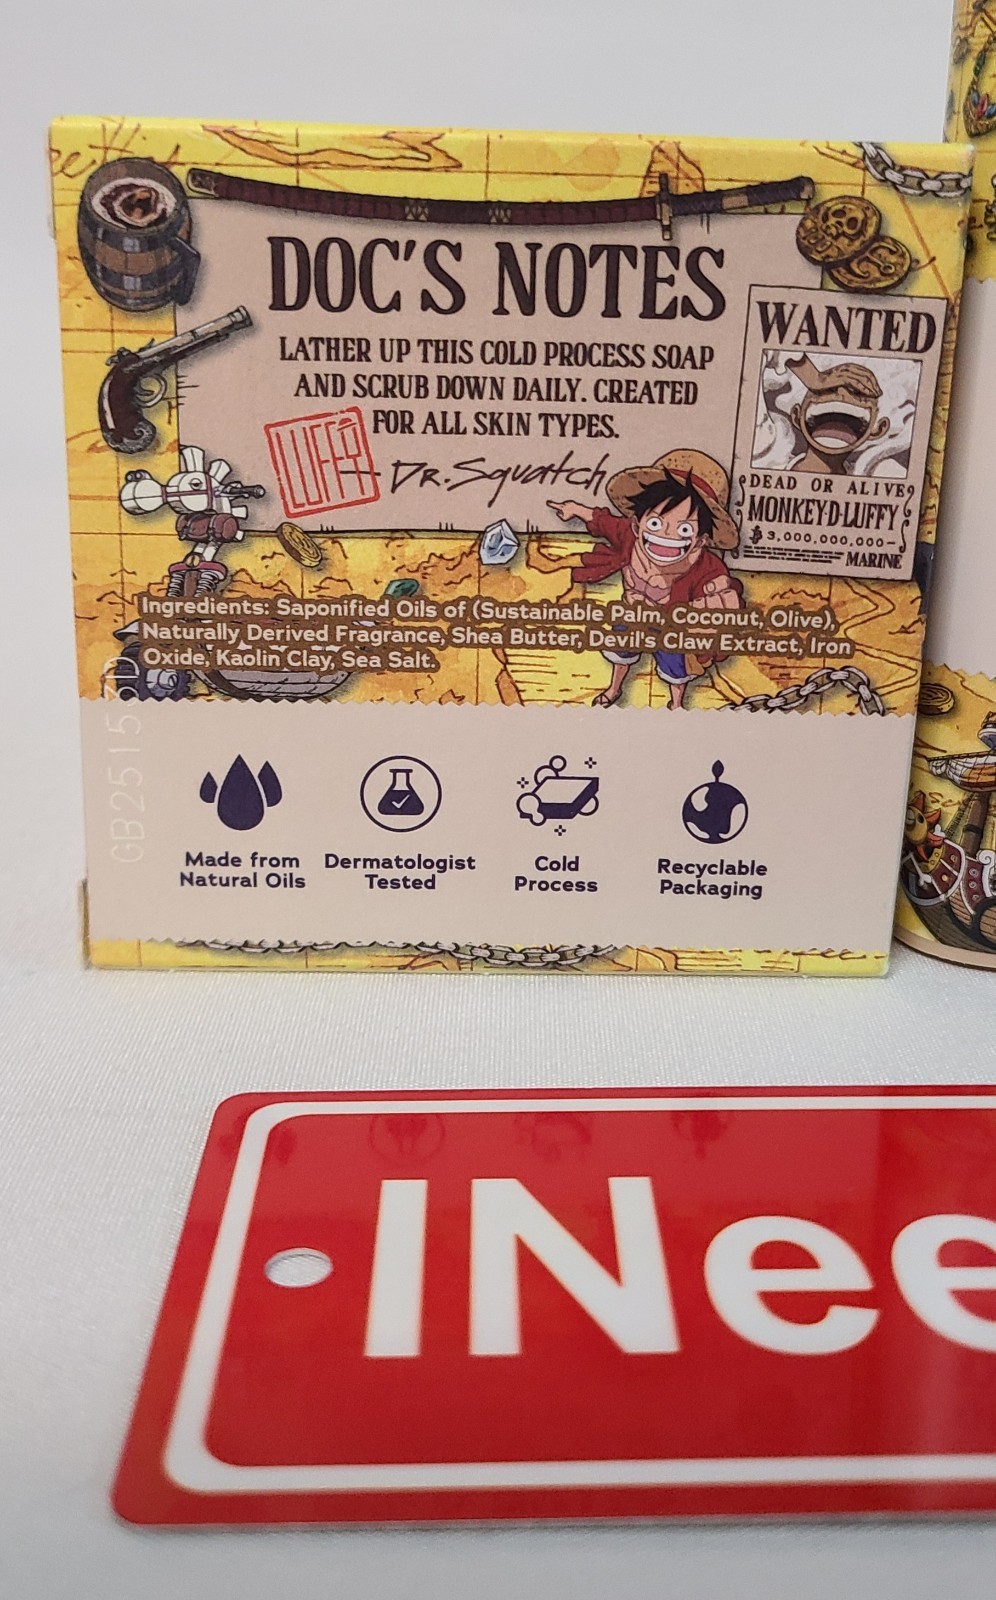 DOC'S NOTES
LATHER UP THIS COLD PROCESS SOAP
AND SCRUB DOWN DAILY. CREATED
FOR ALL SKIN TYPES.
LUFFY
- DR. Squatch
WANTED
DEAD OR ALIVE
MONKEY·D·LUFFY
3,000,000,000-
MARINE
Ingredients: Saponified Oils of (Sustainable Palm, Coconut, Olive),
Naturally Derived Fragrance, Shea Butter, Devil's Claw Extract, Iron
Oxide, Kaolin Clay, Sea Salt.
GB25153D
Made from
Natural Oils
Dermatologist
Tested
Cold
Process
Recyclable
Packaging
INee